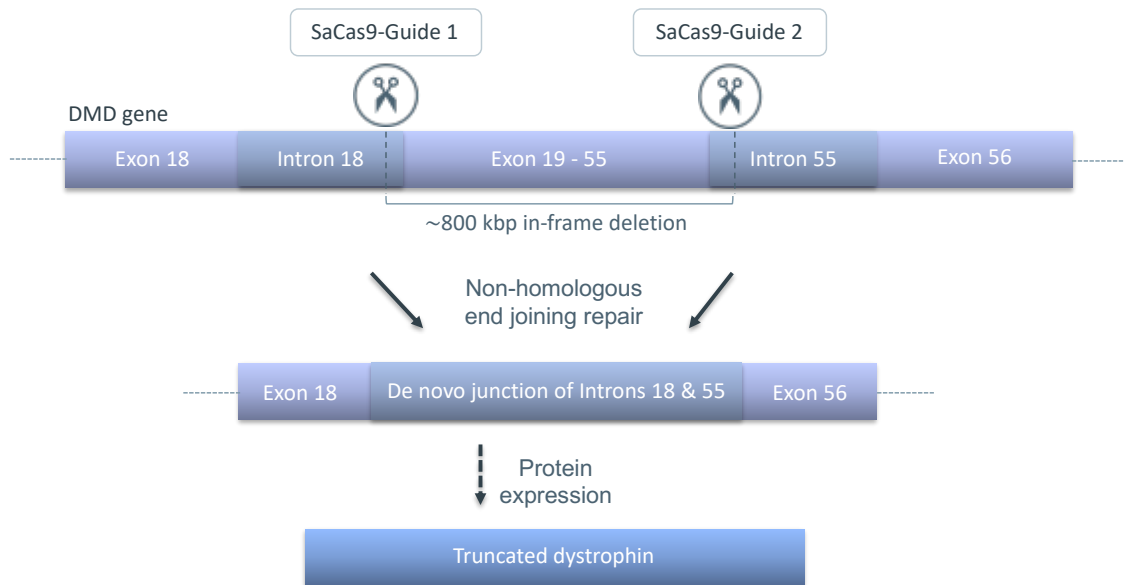 SaCas9-Guide 1
SaCas9-Guide 2
DMD gene
Exon 18
Intron 18
Exon 19 - 55
Intron 55
Exon 56
~800 kbp in-frame deletion
Non-homologous
end joining repair
Exon 18
De novo junction of Introns 18 & 55
Exon 56
Protein
expression
Truncated dystrophin